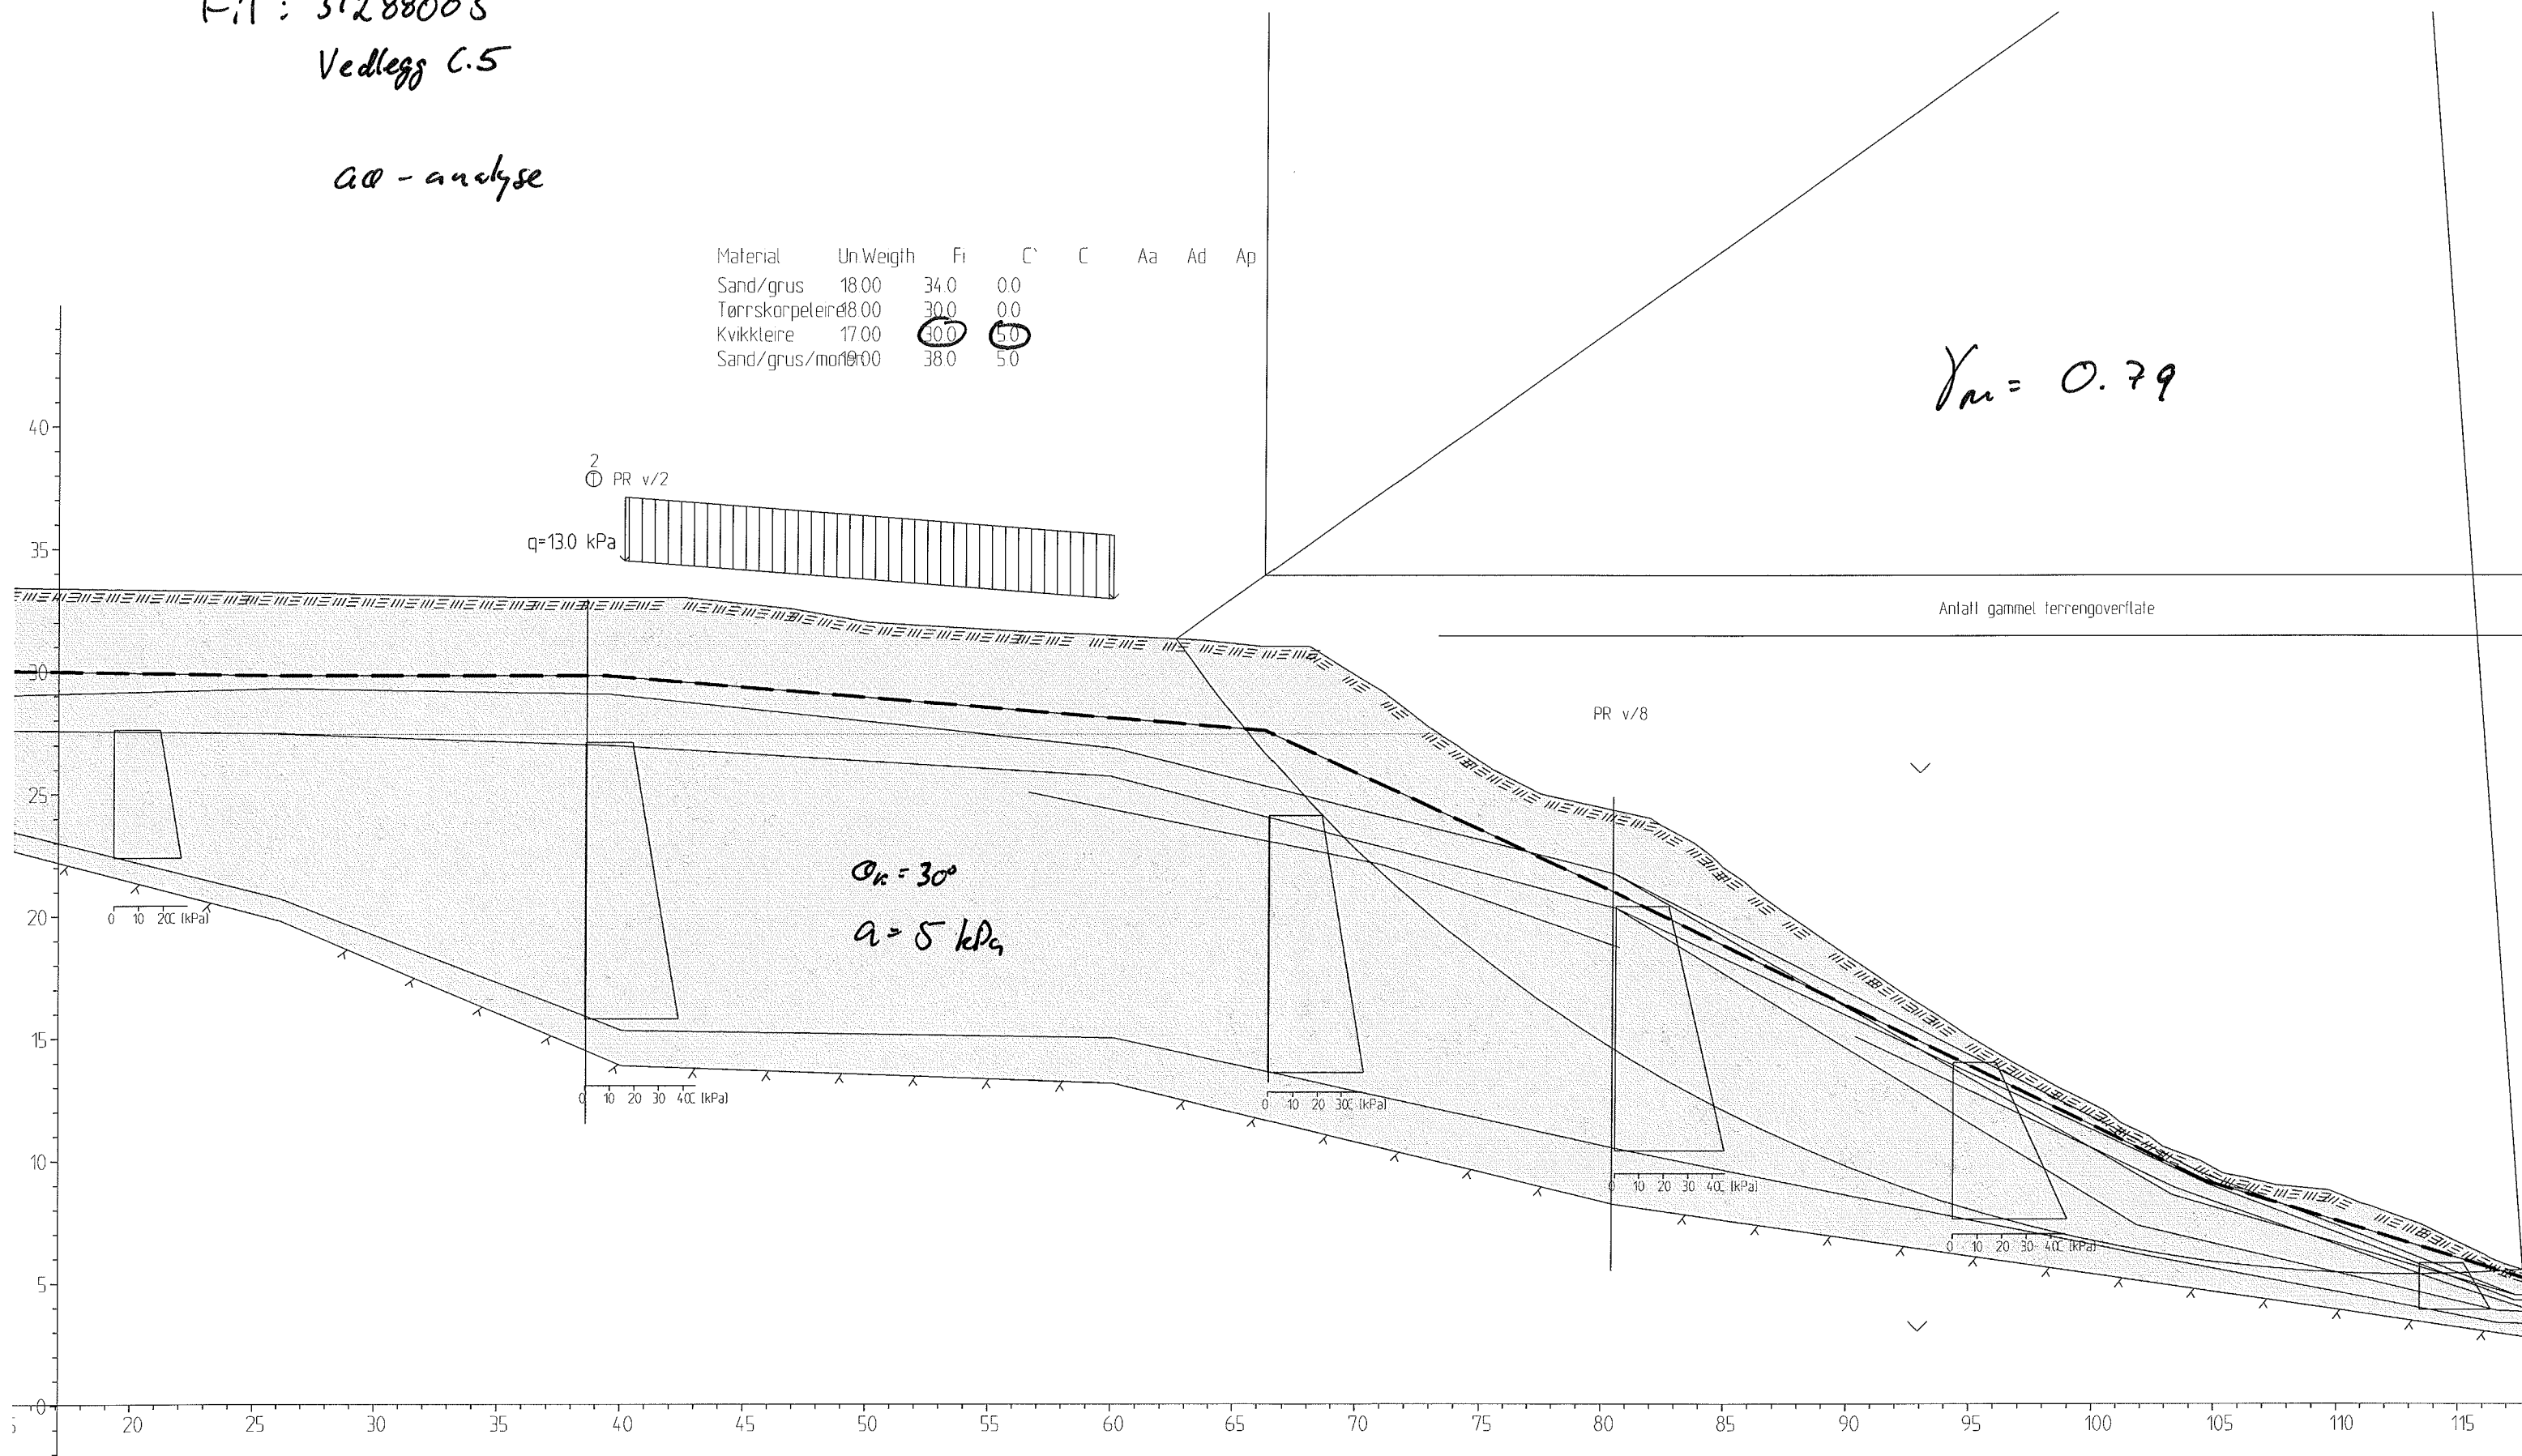 Fil : 31288003
Vedlegg C.5
aφ - analyse
Material Un.Weigth Fi C` C Aa Ad Ap
Sand/grus 18.00 34.0 0.0
Tørrskorpeleire 18.00 30.0 0.0
Kvikkleire 17.00 30.0 5.0
Sand/grus/morene 19.00 38.0 5.0
γm = 0.79
40
2
T PR v/2
q=13.0 kPa
35
Antatt gammel terrengoverflate
30
PR v/8
25
φk = 30°
a = 5 kPa
20
0 10 20 C (kPa)
15
0 10 20 30 40 C (kPa)
0 10 20 30 C (kPa)
10
0 10 20 30 40 C (kPa)
0 10 20 30 40 C (kPa)
5
0
20 25 30 35 40 45 50 55 60 65 70 75 80 85 90 95 100 105 110 115